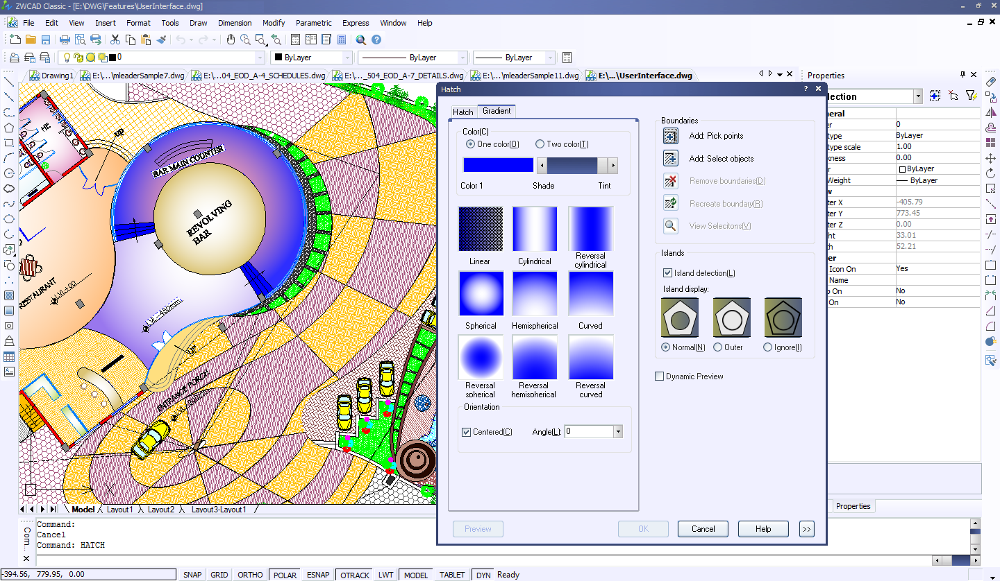 ZWCAD Classic - [E:\DWG\Features\UserInterface.dwg]
File Edit View Insert Format Tools Draw Dimension Modify Parametric Express Window Help
0 ByLayer ByLayer ByLayer
Drawing1 E:\...\mleaderSample7.dwg E:\...04_EOD_A-4_SCHEDULES.dwg E:\..._504_EOD_A-7_DETAILS.dwg E:\...\mleaderSample11.dwg E:\...\UserInterface.dwg
Properties
lection
neral
er 0
type ByLayer
type scale 1.00
kness 0.00
r ByLayer
Weight ByLayer
w
ter X -405.79
ter Y 773.45
ter Z 0.00
ht 33.01
th 52.21
er
Icon On Yes
Name
o On No
On No
Properties
HE
UP
BAR MAIN COUNTER
REVOLVING
BAR
RESTAURANT
LVL±00
LVL-450mm
UP
ENTRANCE PORCH
Hatch
Hatch Gradient
Color(C)
One color(O) Two color(T)
Color 1 Shade Tint
Linear Cylindrical Reversal
cylindrical
Spherical Hemispherical Curved
Reversal
spherical
Reversal
hemispherical
Reversal
curved
Orientation
Centered(C) Angle(L): 0
Boundaries
Add: Pick points
Add: Select objects
Remove boundaries(D)
Recreate boundary(R)
View Selecitons(V)
Islands
Island detection(L)
Island display:
Normal(N) Outer Ignore(I)
Dynamic Preview
Preview OK Cancel Help >>
Model Layout1 Layout2 Layout3-Layout1
Com...
Command:
Cancel
Command: HATCH
-394.56, 779.95, 0.00 SNAP GRID ORTHO POLAR ESNAP OTRACK LWT MODEL TABLET DYN Ready